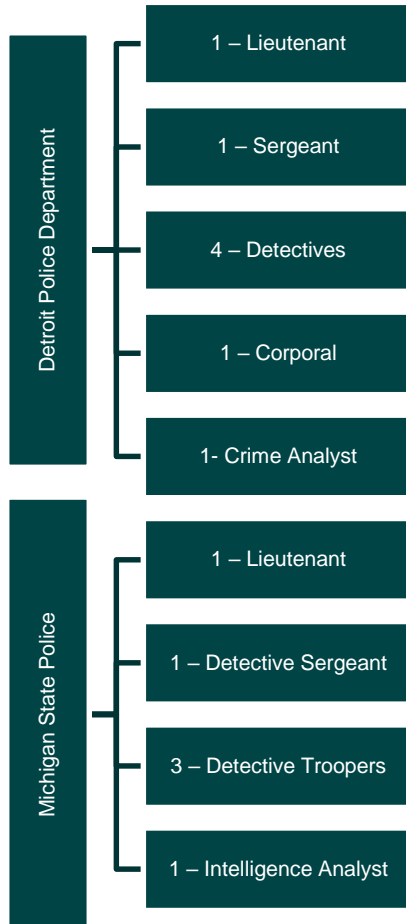 Detroit Police Department
1 – Lieutenant
1 – Sergeant
4 – Detectives
1 – Corporal
1- Crime Analyst
Michigan State Police
1 – Lieutenant
1 – Detective Sergeant
3 – Detective Troopers
1 – Intelligence Analyst